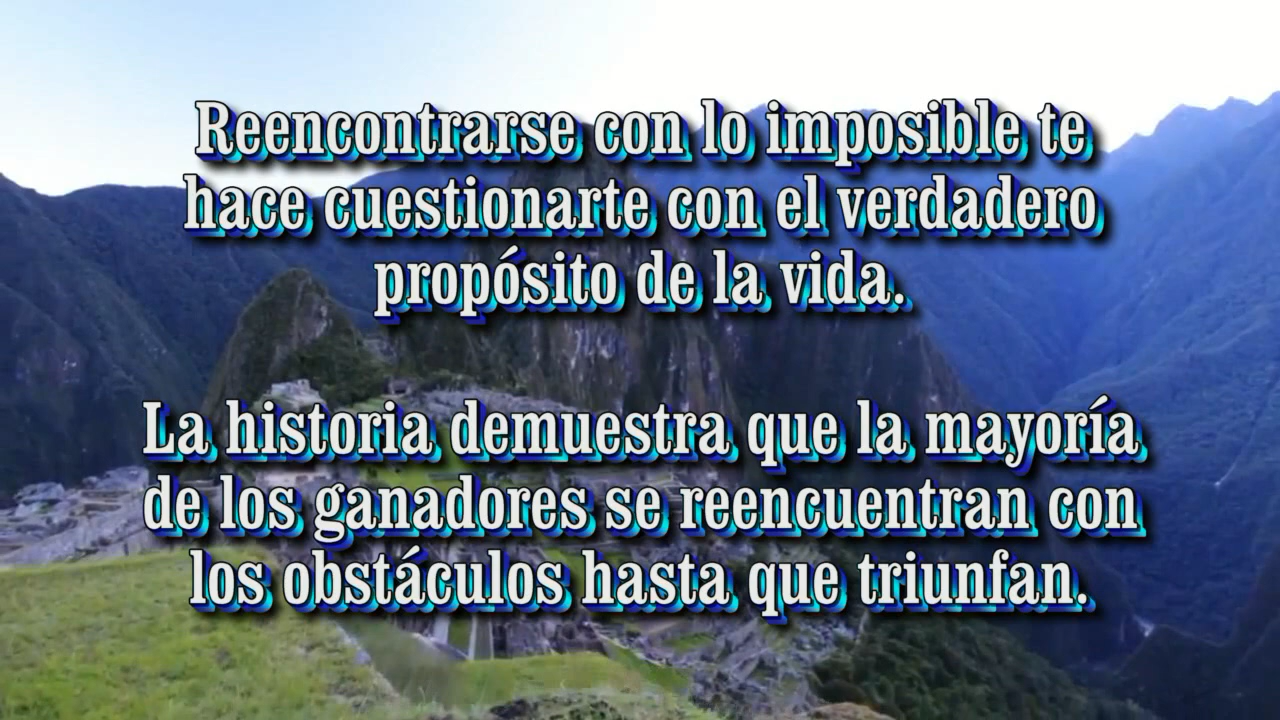 Reencontrarse con lo imposible te
hace cuestionarte con el verdadero
propósito de la vida.
La historia demuestra que la mayoría
de los ganadores se reencuentran con
los obstáculos hasta que triunfan.